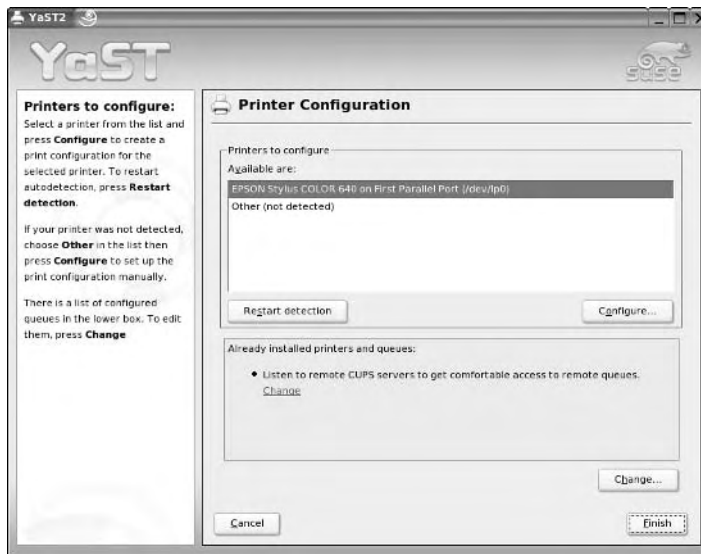 YaST2
YaST
suse
Printers to configure:
Select a printer from the list and
press Configure to create a
print configuration for the
selected printer. To restart
autodetection, press Restart
detection.
If your printer was not detected,
choose Other in the list then
press Configure to set up the
print configuration manually.
There is a list of configured
queues in the lower box. To edit
them, press Change
Printer Configuration
Printers to configure
Available are:
EPSON Stylus COLOR 640 on First Parallel Port (/dev/lp0)
Other (not detected)
Restart detection
Configure...
Already installed printers and queues:
• Listen to remote CUPS servers to get comfortable access to remote queues.
Change
Change...
Cancel
Finish